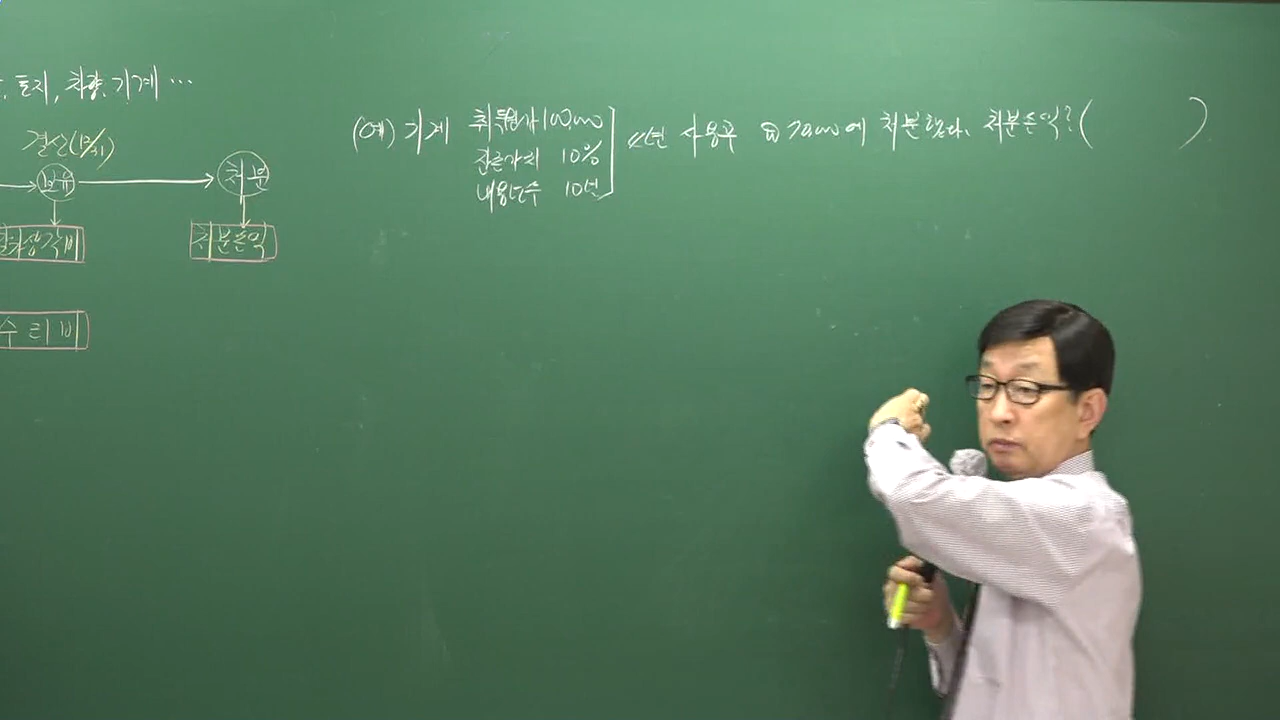 토지, 차량, 기계 ...
결산(12/31)
보유
처분
감가상각비
처분손익
수리비
(예) 기계 취득원가 100,000
잔존가치 10%
내용연수 10년
사용후 ₩70,000에 처분했다. 처분손익?( )